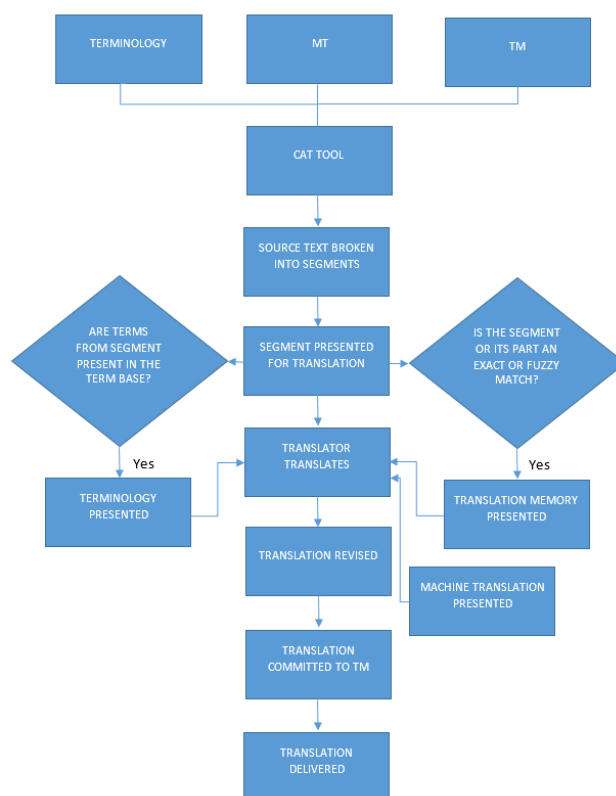 TERMINOLOGY
MT
TM
CAT TOOL
SOURCE TEXT BROKEN
INTO SEGMENTS
ARE TERMS
FROM SEGMENT
PRESENT IN THE
TERM BASE?
SEGMENT PRESENTED
FOR TRANSLATION
IS THE SEGMENT
OR ITS PART AN
EXACT OR FUZZY
MATCH?
Yes
TRANSLATOR
TRANSLATES
Yes
TERMINOLOGY
PRESENTED
TRANSLATION MEMORY
PRESENTED
TRANSLATION REVISED
MACHINE TRANSLATION
PRESENTED
TRANSLATION
COMMITTED TO TM
TRANSLATION
DELIVERED